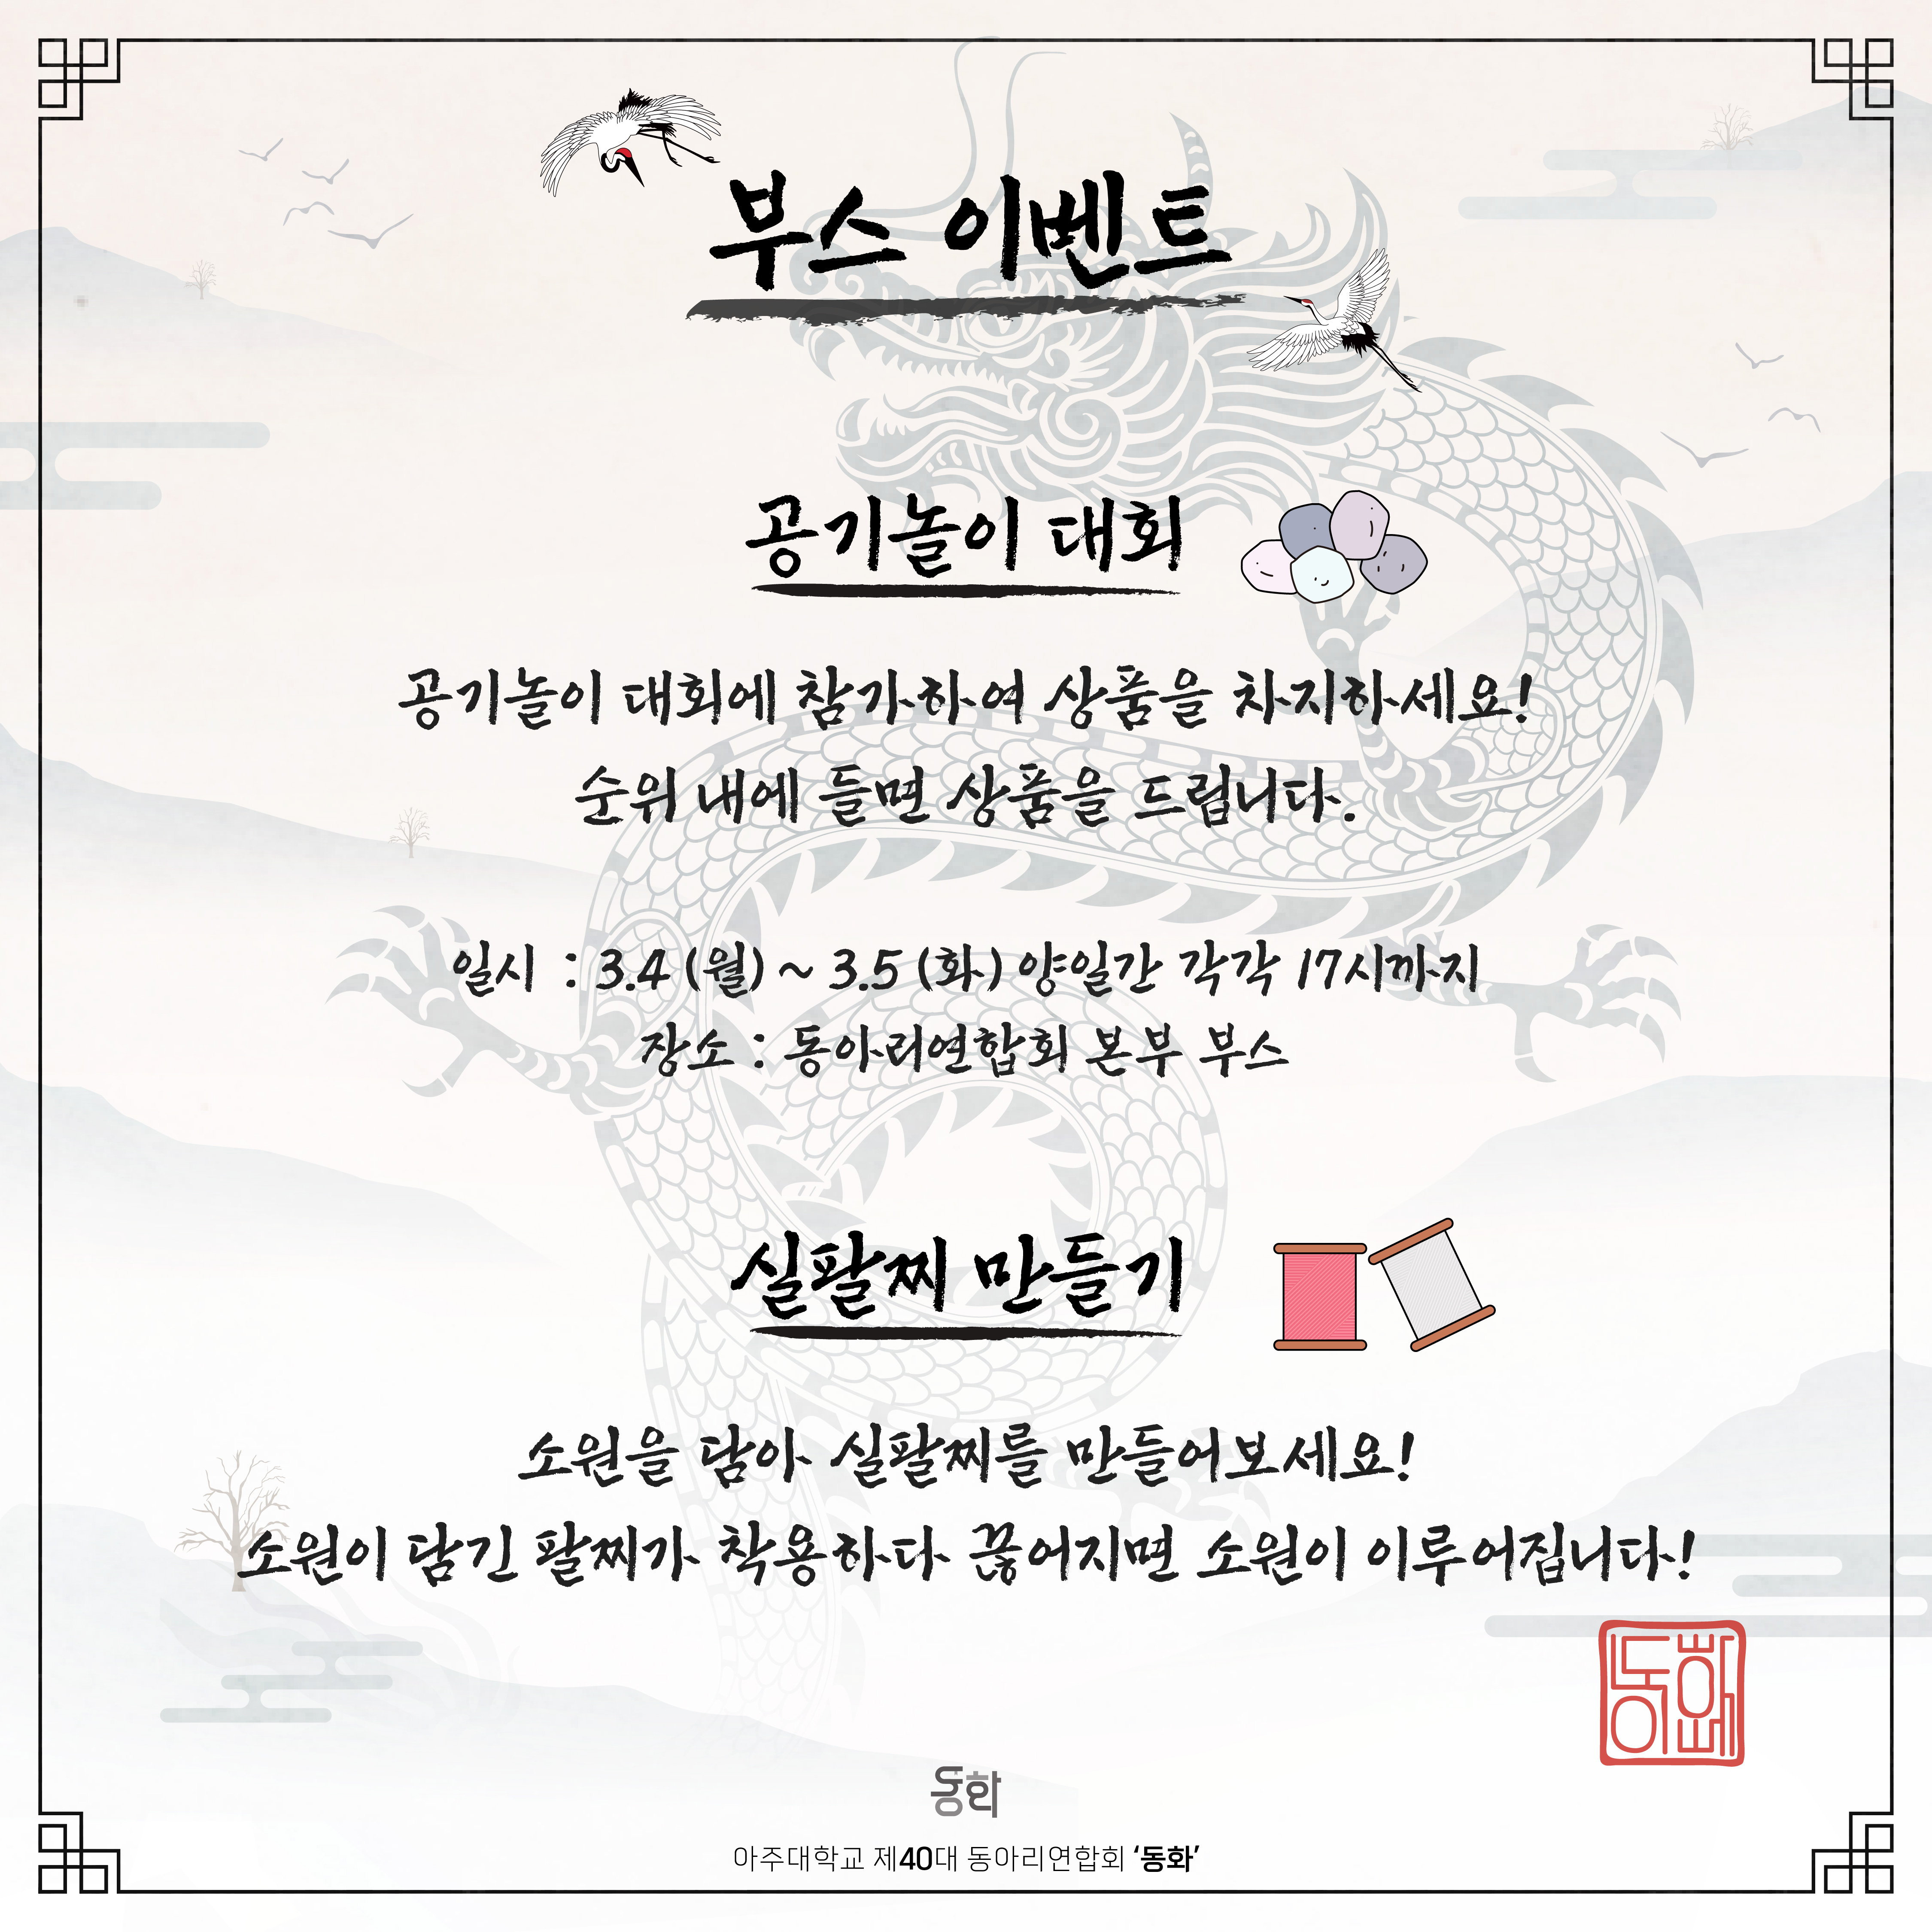 부스 이벤트
공기놀이 대회
공기놀이 대회에 참가하여 상품을 차지하세요!
순위 내에 들면 상품을 드립니다.
일시 : 3.4 (월) ~ 3.5 (화) 양일간 각각 17시까지
장소 : 동아리연합회 본부 부스
실팔찌 만들기
소원을 담아 실팔찌를 만들어보세요!
소원이 담긴 팔찌가 착용하다 끊어지면 소원이 이루어집니다!
동화
동화
아주대학교 제40대 동아리연합회 ‘동화’